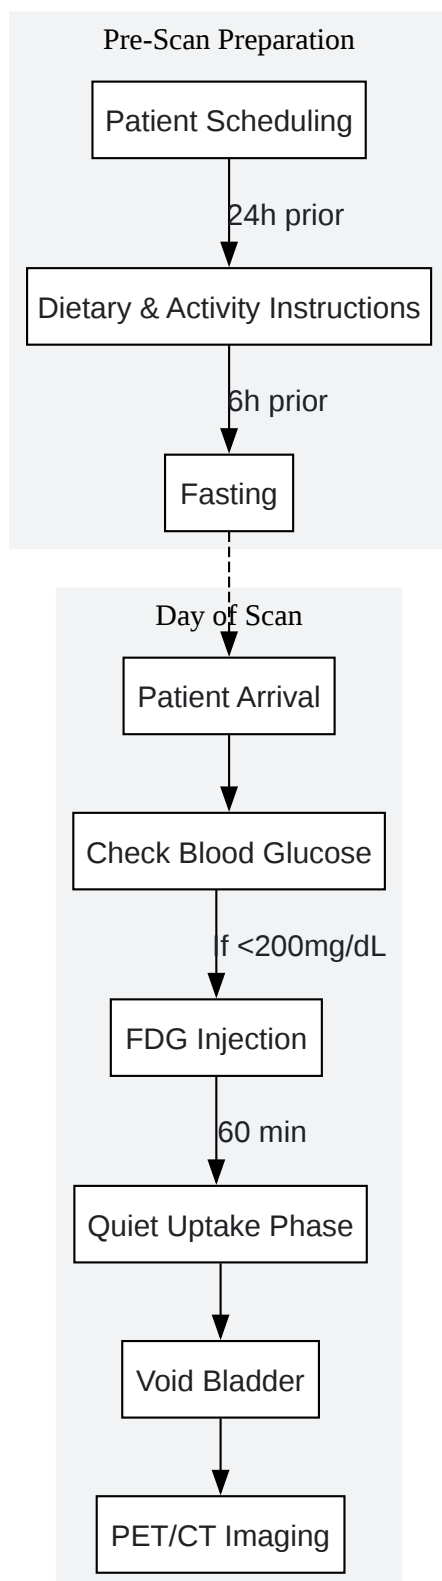 Pre-Scan Preparation
Patient Scheduling
24h prior
Dietary & Activity Instructions
6h prior
Fasting
Day of Scan
Patient Arrival
Check Blood Glucose
If <200mg/dL
FDG Injection
60 min
Quiet Uptake Phase
Void Bladder
PET/CT Imaging